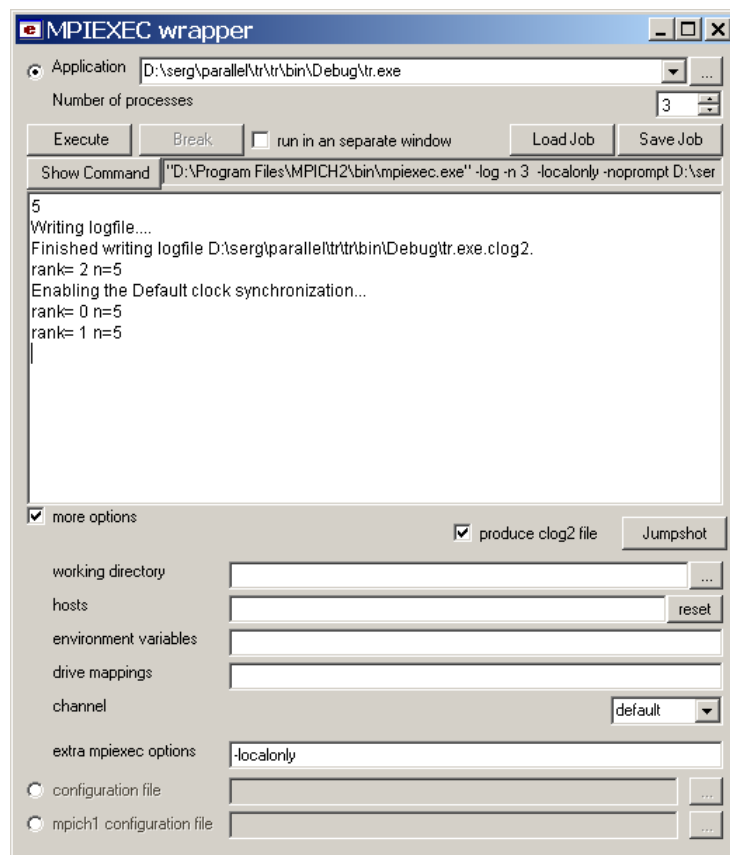 MPIEXEC wrapper
Application D:\serg\parallel\tr\tr\bin\Debug\tr.exe ...
Number of processes 3
Execute Break run in an separate window Load Job Save Job
Show Command "D:\Program Files\MPICH2\bin\mpiexec.exe" -log -n 3 -localonly -noprompt D:\ser
5
Writing logfile....
Finished writing logfile D:\serg\parallel\tr\tr\bin\Debug\tr.exe.clog2.
rank= 2 n=5
Enabling the Default clock synchronization...
rank= 0 n=5
rank= 1 n=5
more options
produce clog2 file Jumpshot
working directory ...
hosts reset
environment variables
drive mappings
channel default
extra mpiexec options -localonly
configuration file ...
mpich1 configuration file ...